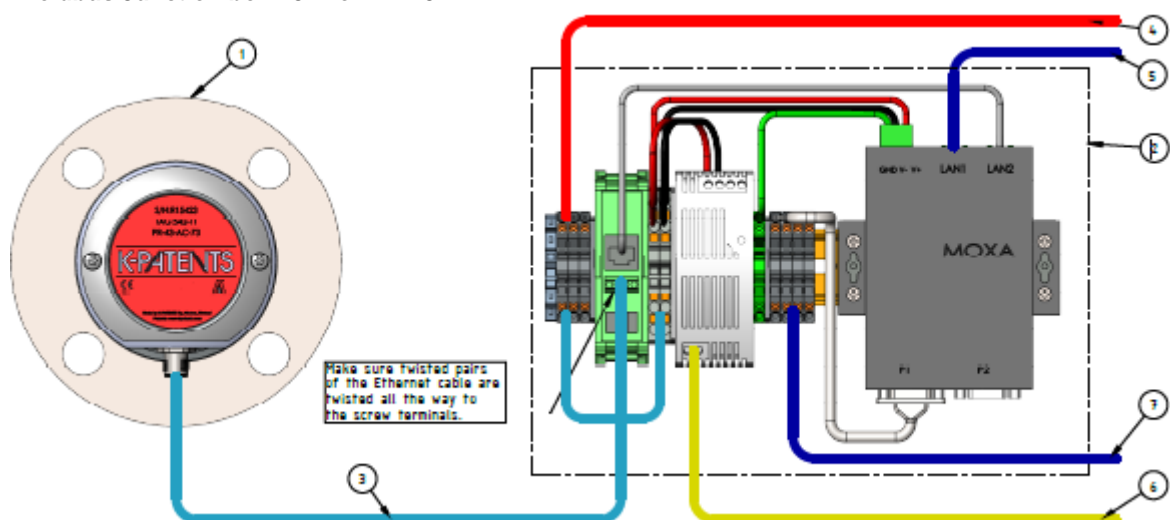 1
4
5
2
GND V- V+ LAN1 LAN2
MOXA
K-PATENTS
CE
P1 P2
Make sure twisted pairs
of the Ethernet cable are
twisted all the way to
the screw terminals.
3
7
6